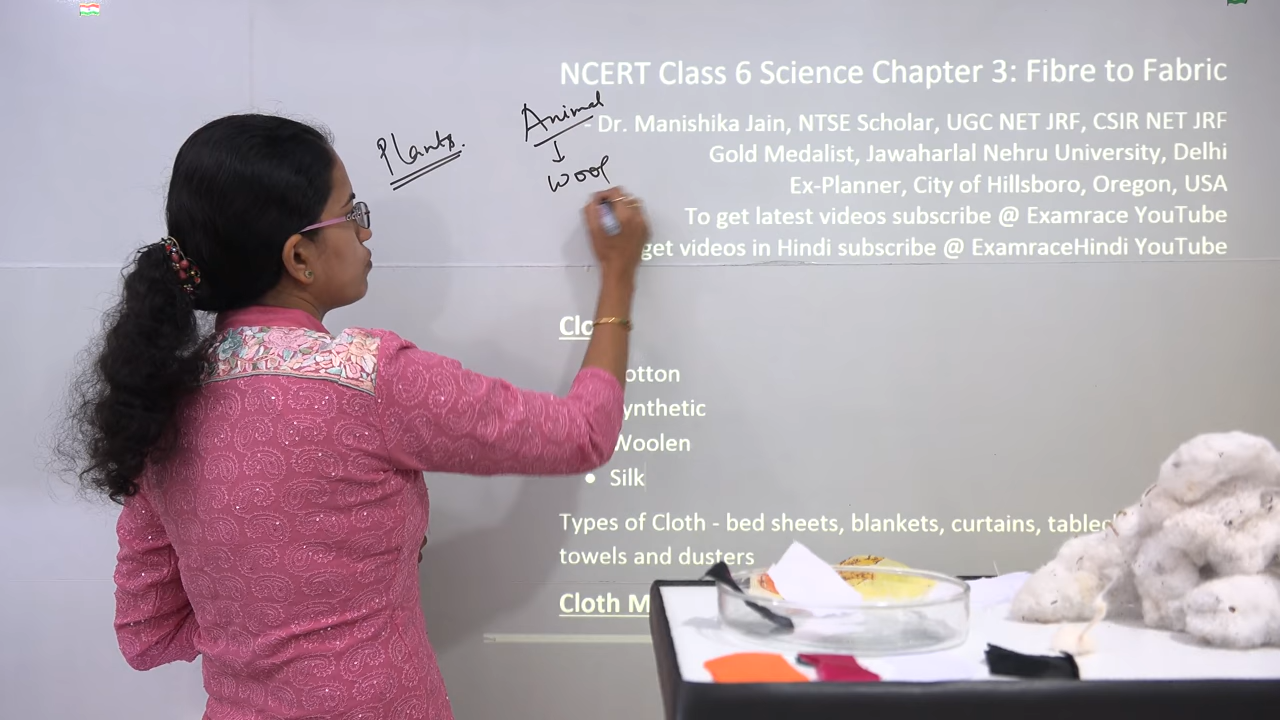 NCERT Class 6 Science Chapter 3: Fibre to Fabric
Plants.
Animal
- Dr. Manishika Jain, NTSE Scholar, UGC NET JRF, CSIR NET JRF
Gold Medalist, Jawaharlal Nehru University, Delhi
wool
Ex-Planner, City of Hillsboro, Oregon, USA
To get latest videos subscribe @ Examrace YouTube
get videos in Hindi subscribe @ ExamraceHindi YouTube
Clo
otton
ynthetic
Woolen
• Silk
Types of Cloth - bed sheets, blankets, curtains, tablec
towels and dusters
Cloth M